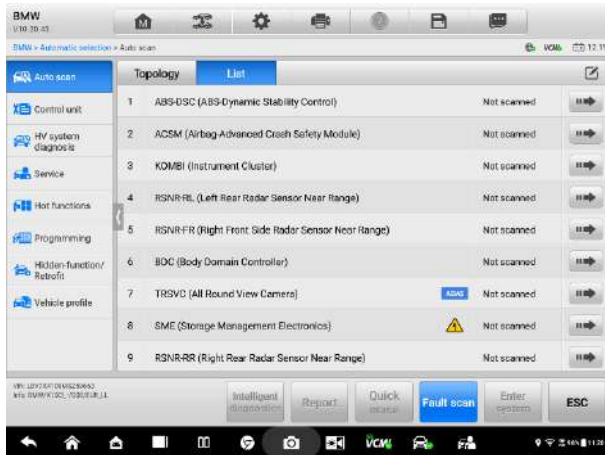 BMW
BMW > Automatic selection > Auto scan
VCMI
Auto scan
Topology
List
1 ABS-DSC (ABS-Dynamic Stability Control) Not scanned
Control unit
2 ACSM (Airbag-Advanced Crash Safety Module) Not scanned
HV system
diagnosis
3 KOMBI (Instrument Cluster) Not scanned
Service
4 RSNR-RL (Left Rear Radar Sensor Near Range) Not scanned
Hot functions
5 RSNR-FR (Right Front Side Radar Sensor Near Range) Not scanned
Programming
6 BDC (Body Domain Controller) Not scanned
Hidden-function/
Retrofit
7 TRSVC (All Round View Camera) ADAS Not scanned
Vehicle profile
8 SME (Storage Management Electronics) Not scanned
9 RSNR-RR (Right Rear Radar Sensor Near Range) Not scanned
Intelligent
diagnostics
Report
Quick
erase
Fault scan
Enter
system
ESC
VCMI